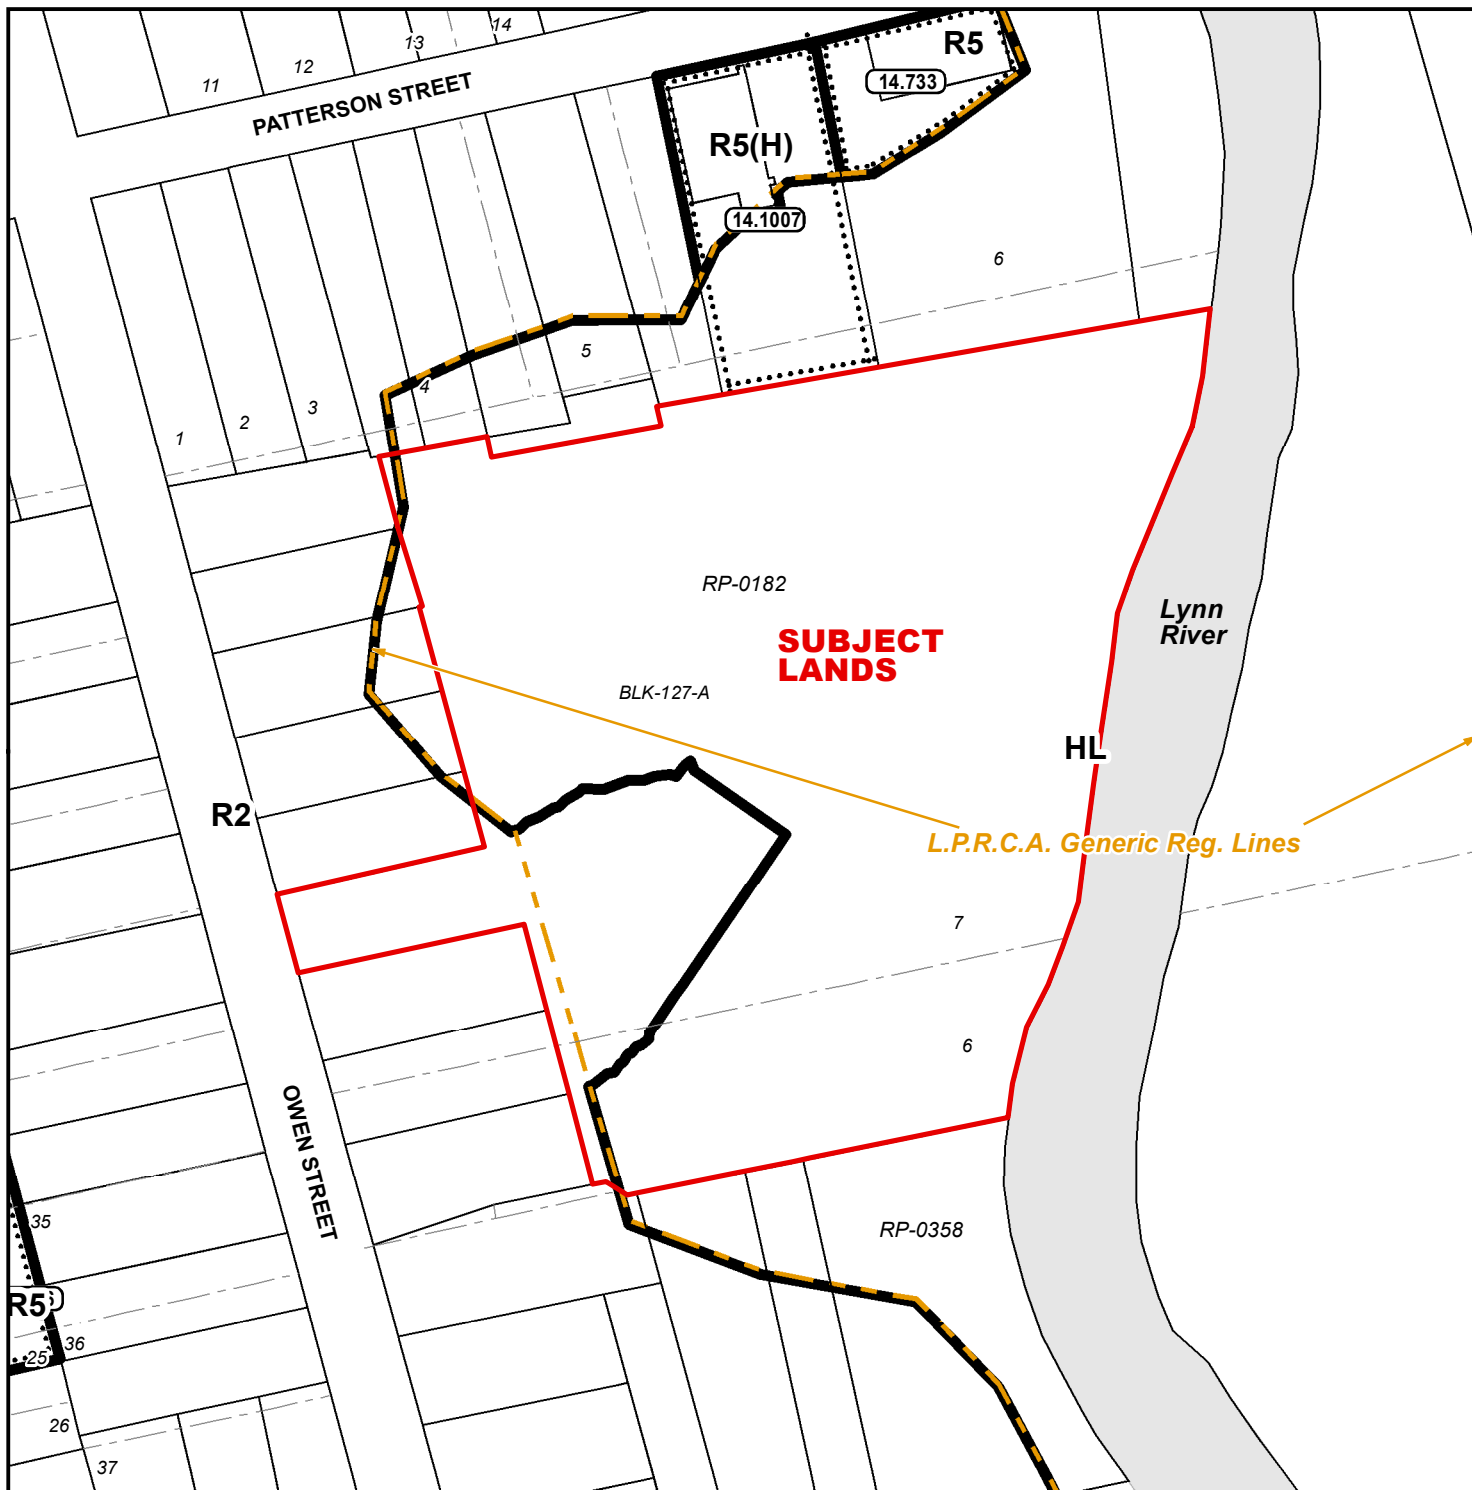 14
13
12
11
PATTERSON STREET
R5
14.733
R5(H)
14.1007
6
5
4
3
2
1
RP-0182
Lynn
River
SUBJECT
LANDS
BLK-127-A
HL
R2
L.P.R.C.A. Generic Reg. Lines
7
6
OWEN STREET
35
RP-0358
R5
36
25
26
37